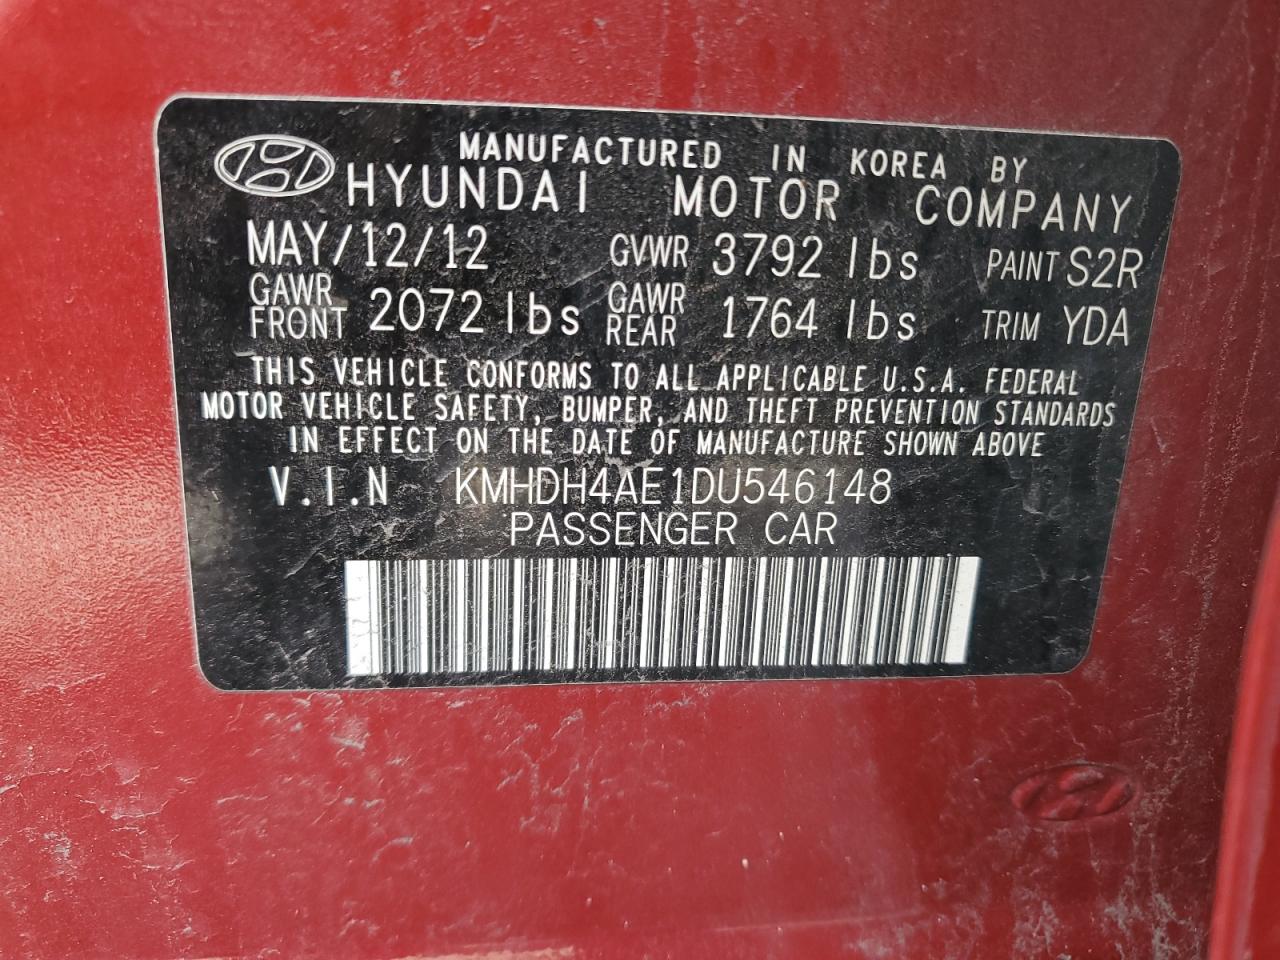 MANUFACTURED IN KOREA BY
HYUNDAI MOTOR COMPANY
MAY/12/12 GVWR 3792 lbs PAINT S2R
GAWR FRONT 2072 lbs GAWR REAR 1764 lbs TRIM YDA
THIS VEHICLE CONFORMS TO ALL APPLICABLE U.S.A. FEDERAL
MOTOR VEHICLE SAFETY, BUMPER, AND THEFT PREVENTION STANDARDS
IN EFFECT ON THE DATE OF MANUFACTURE SHOWN ABOVE
V.I.N KMHDH4AE1DU546148
PASSENGER CAR